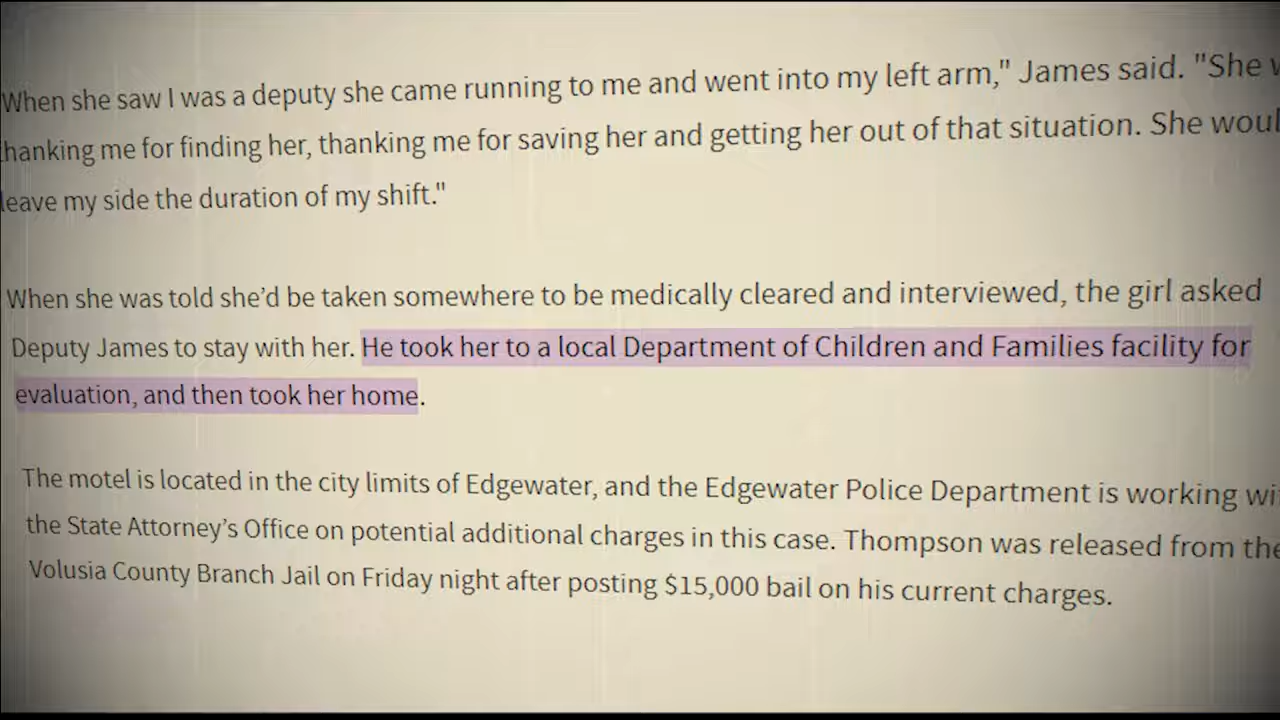 When she saw I was a deputy she came running to me and went into my left arm," James said. "She
thanking me for finding her, thanking me for saving her and getting her out of that situation. She
leave my side the duration of my shift."
When she was told she'd be taken somewhere to be medically cleared and interviewed, the girl asked
Deputy James to stay with her. He took her to a local Department of Children and Families facility for
evaluation, and then took her home.
The motel is located in the city limits of Edgewater, and the Edgewater Police Department is working
the State Attorney's Office on potential additional charges in this case. Thompson was released from the
Volusia County Branch Jail on Friday night after posting $15,000 bail on his current charges.